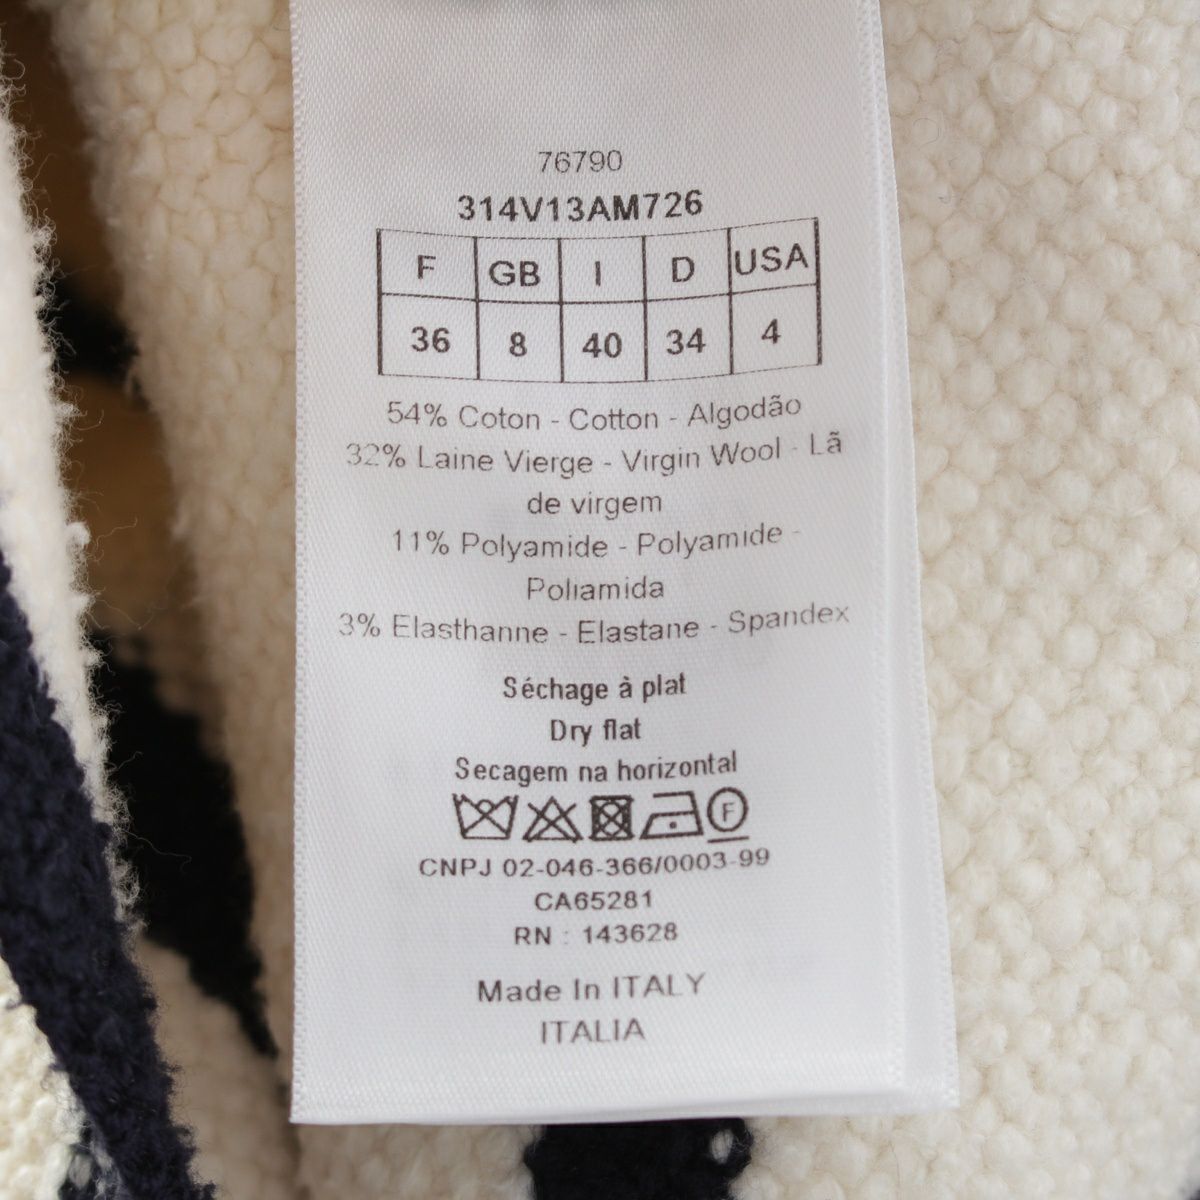 76790
314V13AM726
F GB I D USA
36 8 40 34 4
54% Coton - Cotton - Algodão
32% Laine Vierge - Virgin Wool - Lã
de virgem
11% Polyamide - Polyamide -
Poliamida
3% Elasthanne - Elastane - Spandex
Séchage à plat
Dry flat
Secagem na horizontal
F
CNPJ 02-046-366/0003-99
CA65281
RN : 143628
Made In ITALY
ITALIA